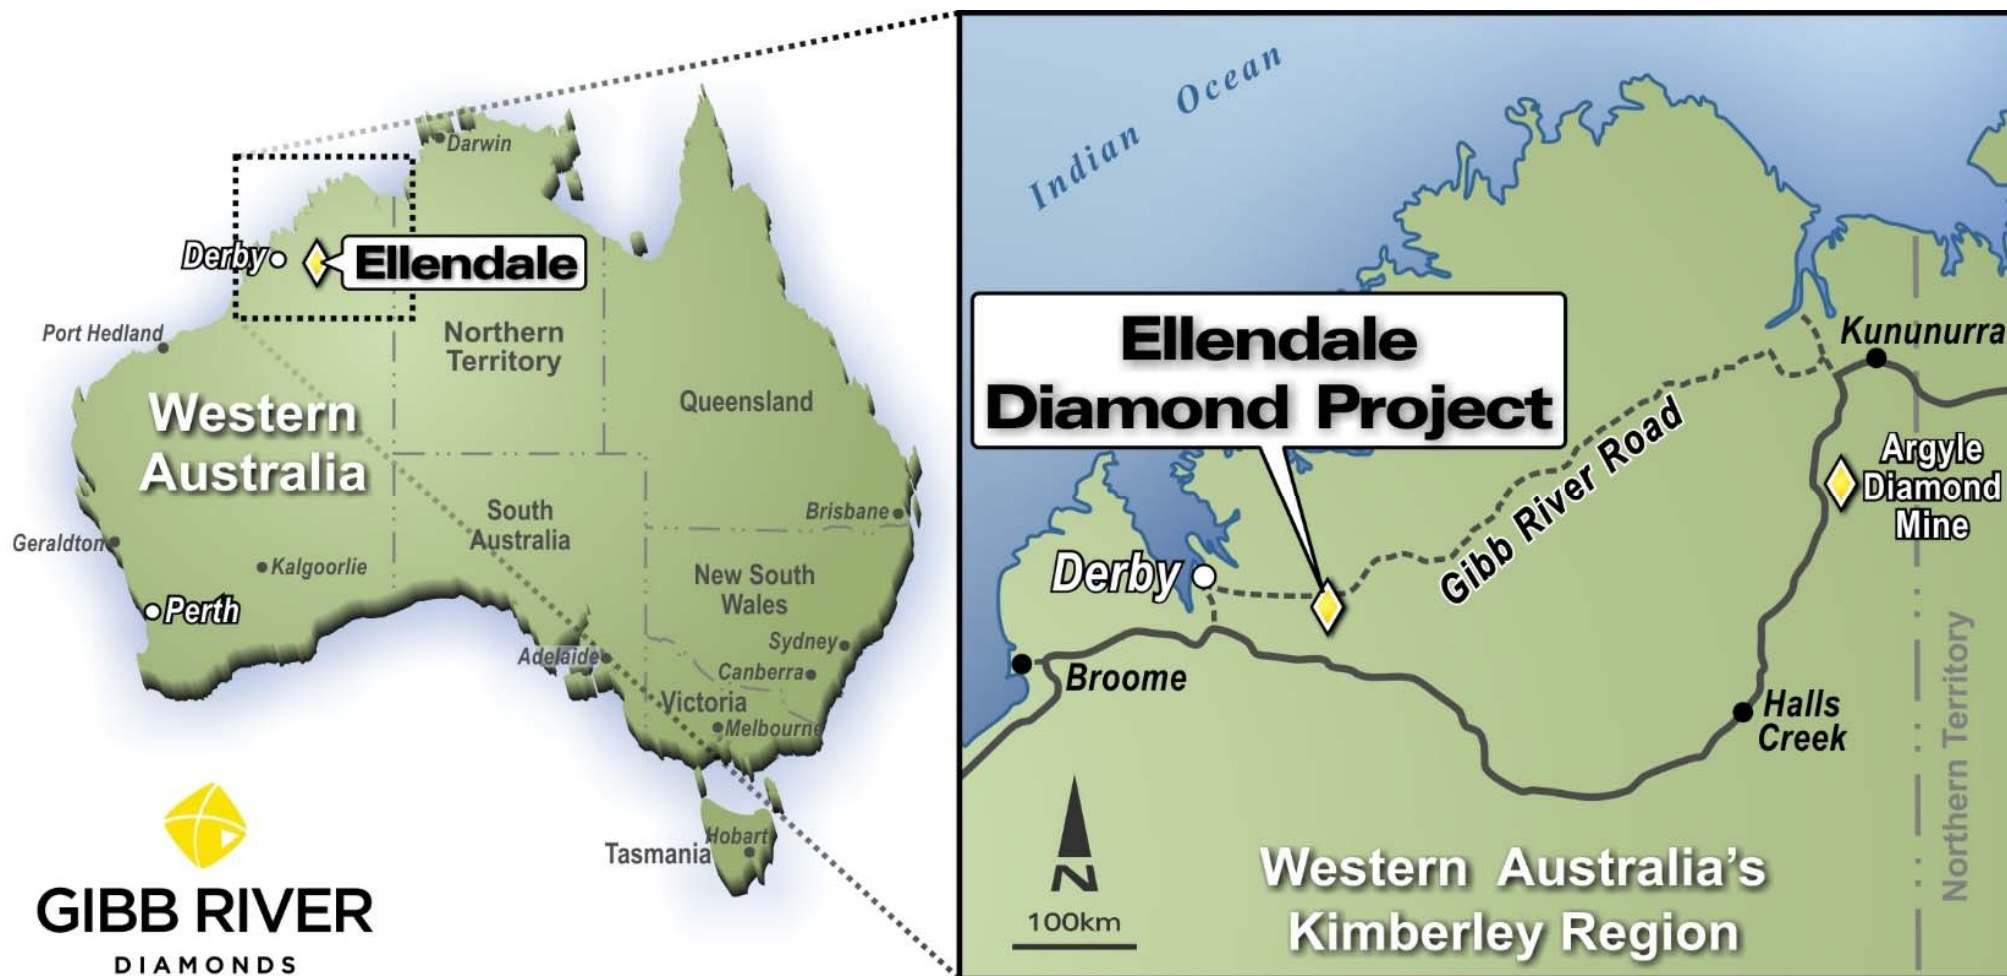 Darwin
Derby
Ellendale
Port Hedland
Northern
Territory
Western
Australia
Queensland
South
Australia
Brisbane
Geraldton
Kalgoorlie
New South
Wales
Perth
Sydney
Adelaide
Canberra
Victoria
Melbourne
Tasmania
Hobart
GIBB RIVER
DIAMONDS
Indian Ocean
Ellendale
Diamond Project
Kununurra
Gibb River Road
Argyle
Diamond
Mine
Derby
Broome
Halls
Creek
Northern Territory
N
100km
Western Australia's
Kimberley Region